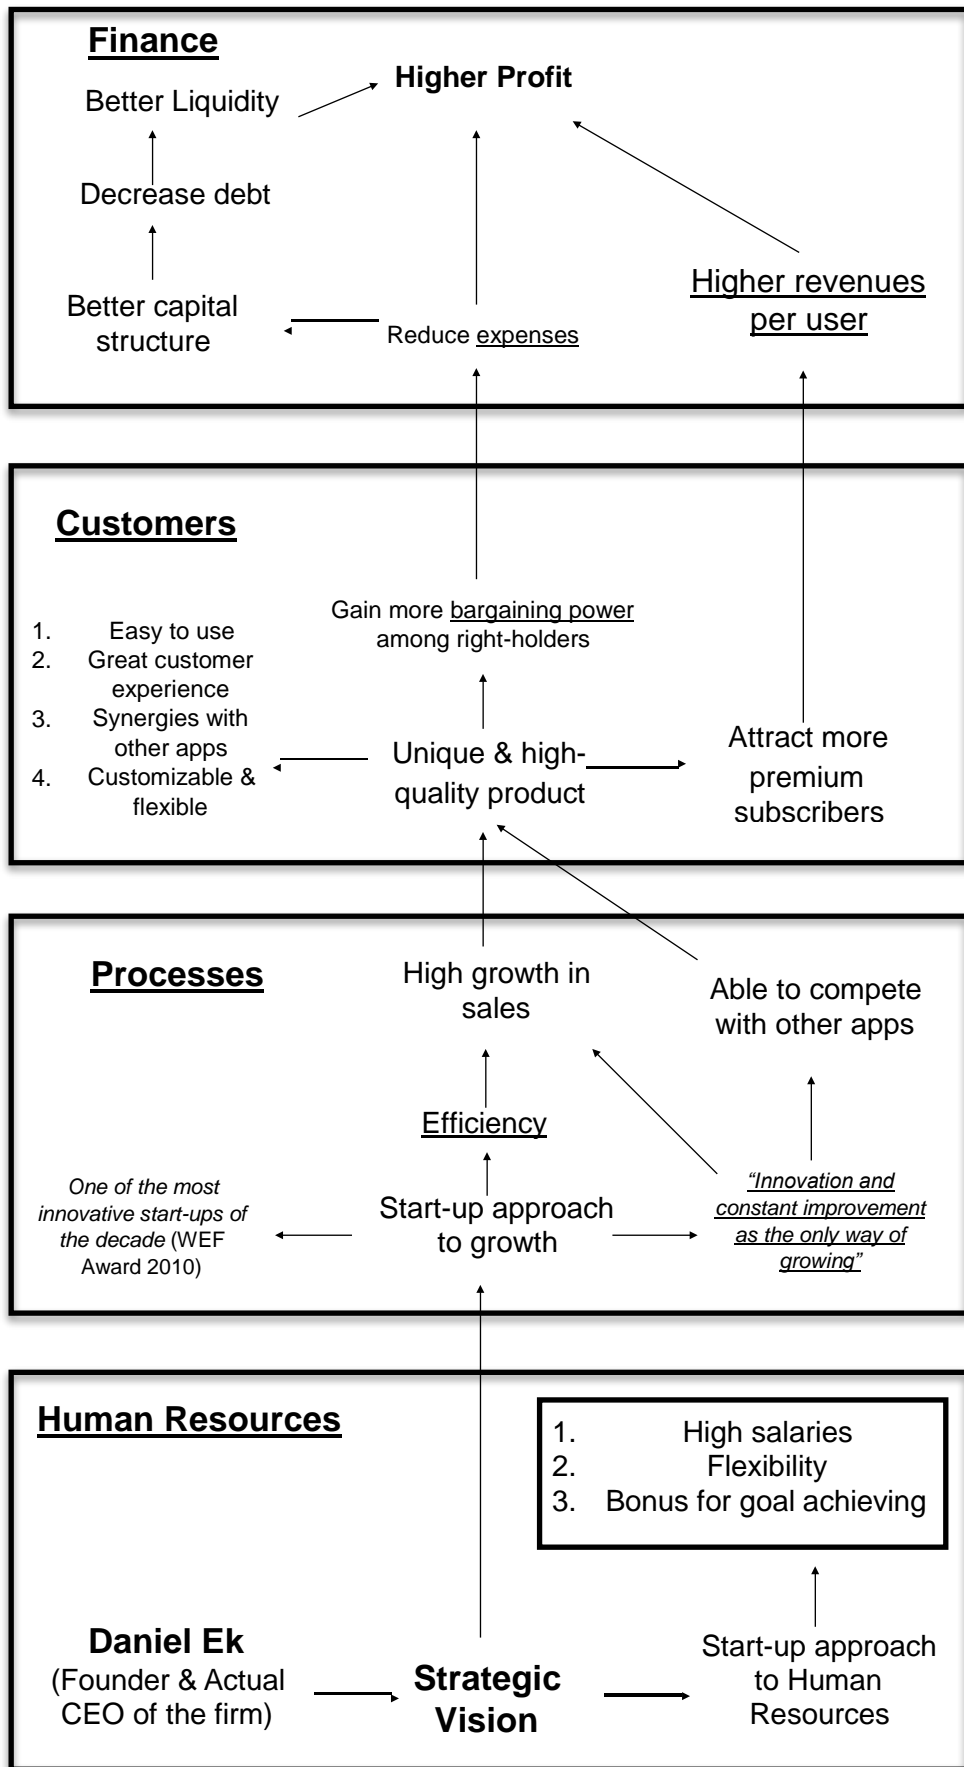 Finance
Higher Profit
Better Liquidity
Decrease debt
Better capital
structure
Reduce expenses
Higher revenues
per user
Customers
1. Easy to use
2. Great customer
experience
3. Synergies with
other apps
4. Customizable &
flexible
Gain more bargaining power
among right-holders
Unique & high-
quality product
Attract more
premium
subscribers
Processes
High growth in
sales
Able to compete
with other apps
Efficiency
One of the most
innovative start-ups of
the decade (WEF
Award 2010)
Start-up approach
to growth
“Innovation and
constant improvement
as the only way of
growing”
Human Resources
1. High salaries
2. Flexibility
3. Bonus for goal achieving
Daniel Ek
(Founder & Actual
CEO of the firm)
Strategic
Vision
Start-up approach
to Human
Resources